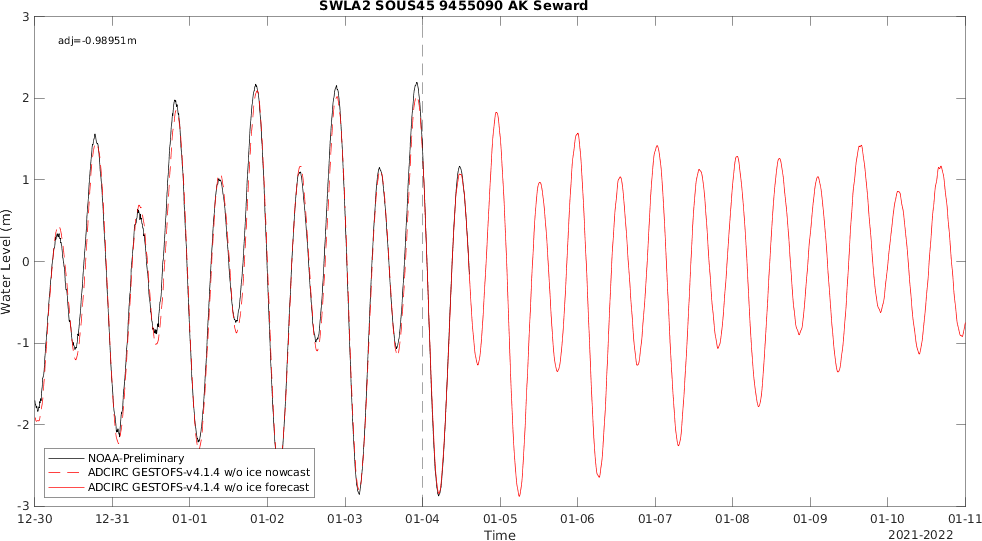 SWLA2 SOUS45 9455090 AK Seward
adj=-0.98951m
3
2
1
0
-1
-2
-3
Water Level (m)
NOAA-Preliminary
ADCIRC GESTOFS-v4.1.4 w/o ice nowcast
ADCIRC GESTOFS-v4.1.4 w/o ice forecast
12-30 12-31 01-01 01-02 01-03 01-04 01-05 01-06 01-07 01-08 01-09 01-10 01-11
Time
2021-2022